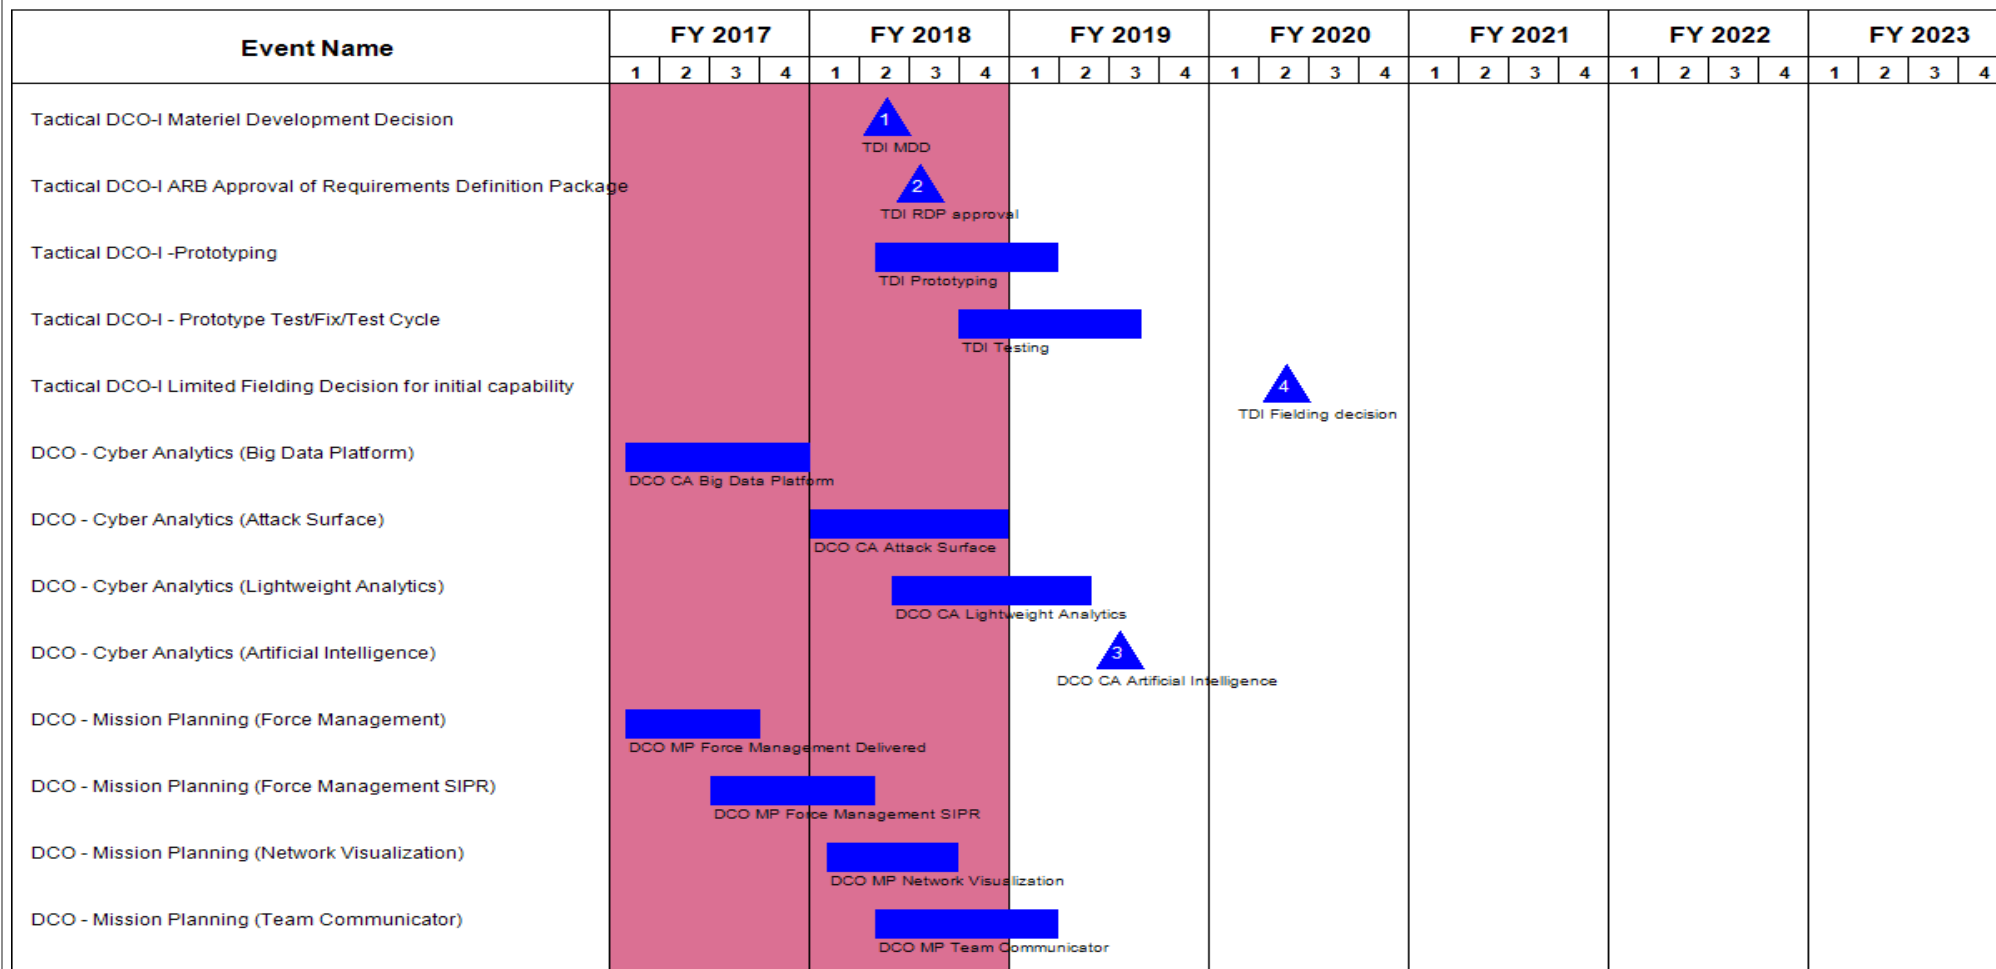 Event Name
FY 2017 FY 2018 FY 2019 FY 2020 FY 2021 FY 2022 FY 2023
1 2 3 4 1 2 3 4 1 2 3 4 1 2 3 4 1 2 3 4 1 2 3 4 1 2 3 4
Tactical DCO-I Materiel Development Decision
1
TDI MDD
Tactical DCO-I ARB Approval of Requirements Definition Package
2
TDI RDP approval
Tactical DCO-I -Prototyping
TDI Prototyping
Tactical DCO-I - Prototype Test/Fix/Test Cycle
TDI Testing
Tactical DCO-I Limited Fielding Decision for initial capability
4
TDI Fielding decision
DCO - Cyber Analytics (Big Data Platform)
DCO CA Big Data Platform
DCO - Cyber Analytics (Attack Surface)
DCO CA Attack Surface
DCO - Cyber Analytics (Lightweight Analytics)
DCO CA Lightweight Analytics
DCO - Cyber Analytics (Artificial Intelligence)
3
DCO CA Artificial Intelligence
DCO - Mission Planning (Force Management)
DCO MP Force Management Delivered
DCO - Mission Planning (Force Management SIPR)
DCO MP Force Management SIPR
DCO - Mission Planning (Network Visualization)
DCO MP Network Visualization
DCO - Mission Planning (Team Communicator)
DCO MP Team Communicator